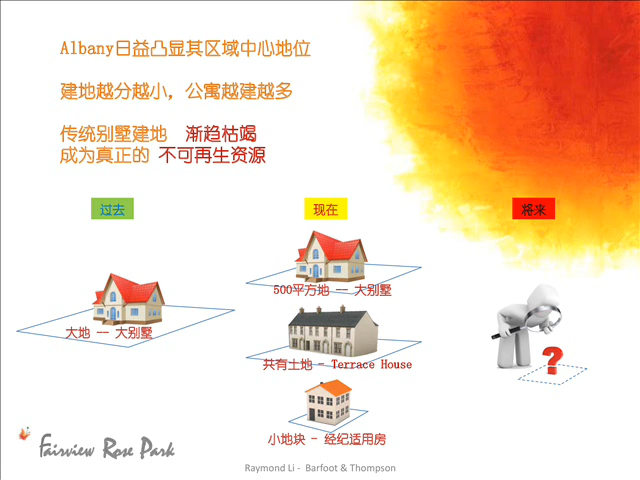 Albany日益凸显其区域中心地位
建地越分越小，公寓越建越多
传统别墅建地 渐趋枯竭
成为真正的 不可再生资源
过去
现在
将来
500平方地 -- 大别墅
大地 -- 大别墅
共有土地 - Terrace House
小地块 - 经纪适用房
Fairview Rose Park
Raymond Li - Barfoot & Thompson